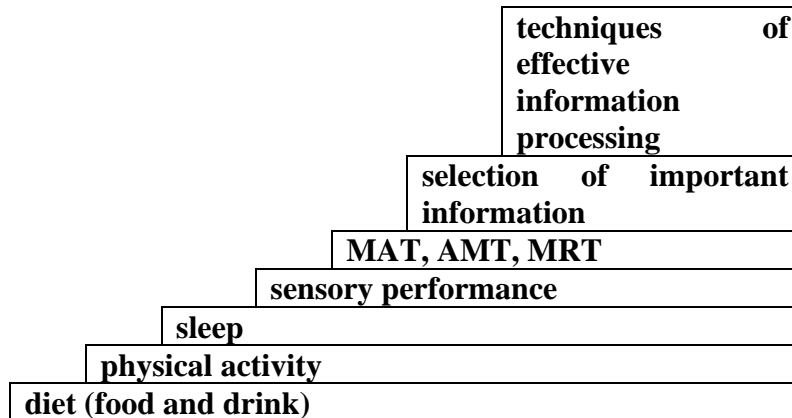 techniques of
effective
information
processing
selection of important
information
MAT, AMT, MRT
sensory performance
sleep
physical activity
diet (food and drink)